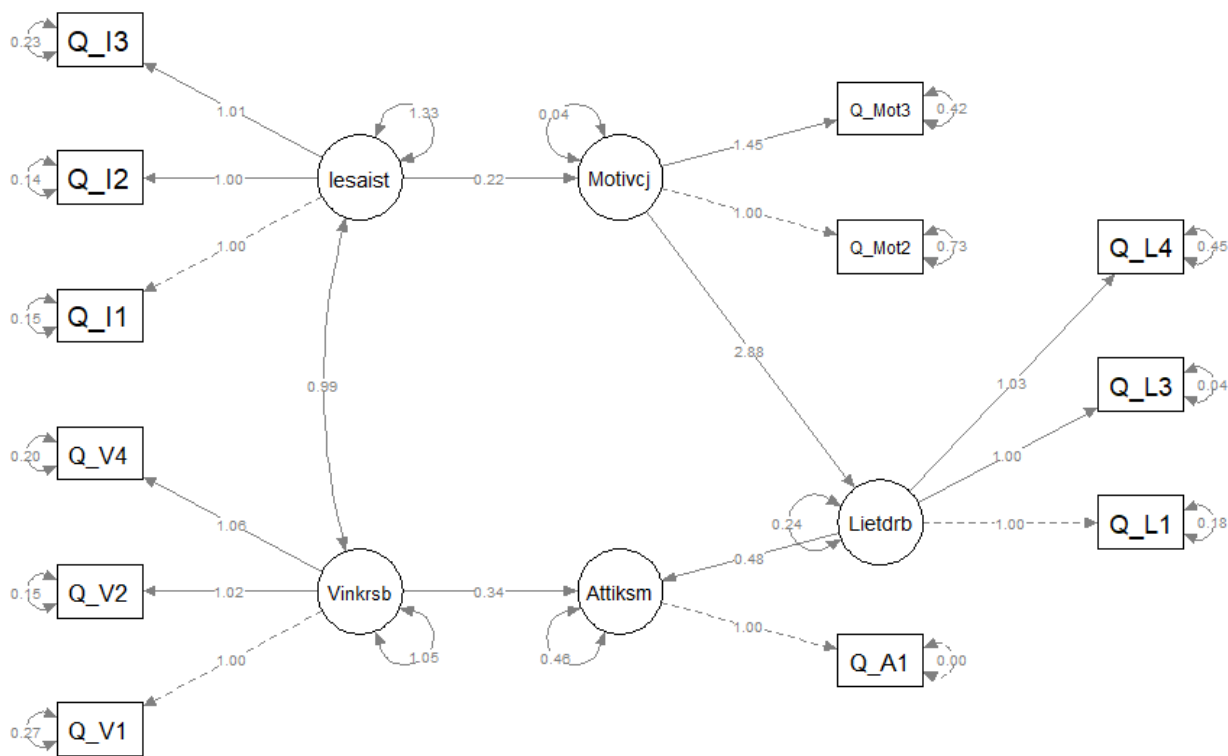 0.23
Q_I3
1.01
1.33
0.04
Q_Mot3
0.42
1.45
0.14
Q_I2
1.00
Iesaist
0.22
Motivcj
1.00
Q_Mot2
0.73
1.00
Q_L4
0.45
0.15
Q_I1
2.88
0.99
1.03
Q_L3
0.04
1.00
0.20
Q_V4
1.06
0.24
Lietdrb
1.00
Q_L1
0.18
0.48
0.15
Q_V2
1.02
Vinkrsb
0.34
Attiksm
1.00
1.05
0.46
1.00
Q_A1
0.00
0.27
Q_V1